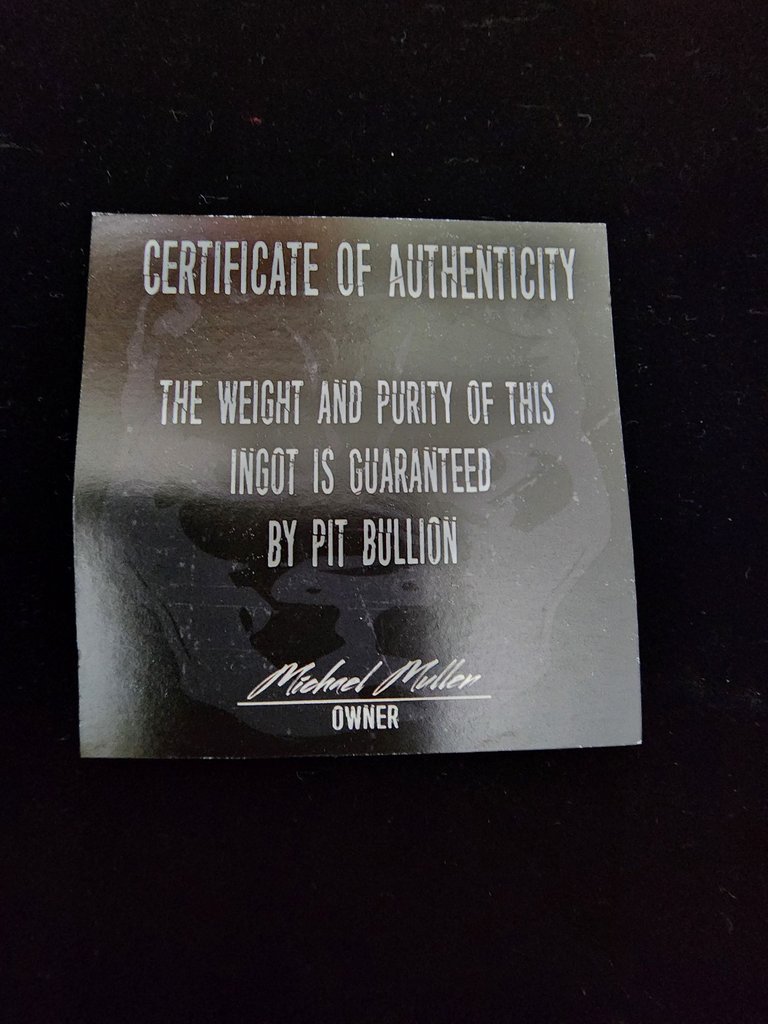 CERTIFICATE OF AUTHENTICITY
THE WEIGHT AND PURITY OF THIS
INGOT IS GUARANTEED
BY PIT BULLION
Michael Muller
OWNER